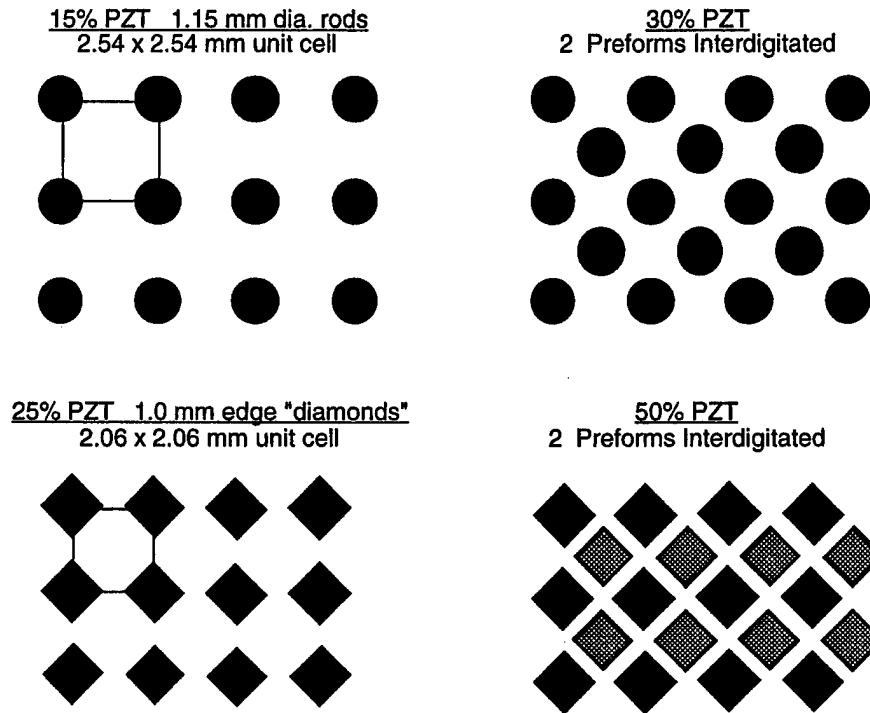 15% PZT 1.15 mm dia. rods
2.54 x 2.54 mm unit cell
30% PZT
2 Preforms Interdigitated
25% PZT 1.0 mm edge "diamonds"
2.06 x 2.06 mm unit cell
50% PZT
2 Preforms Interdigitated